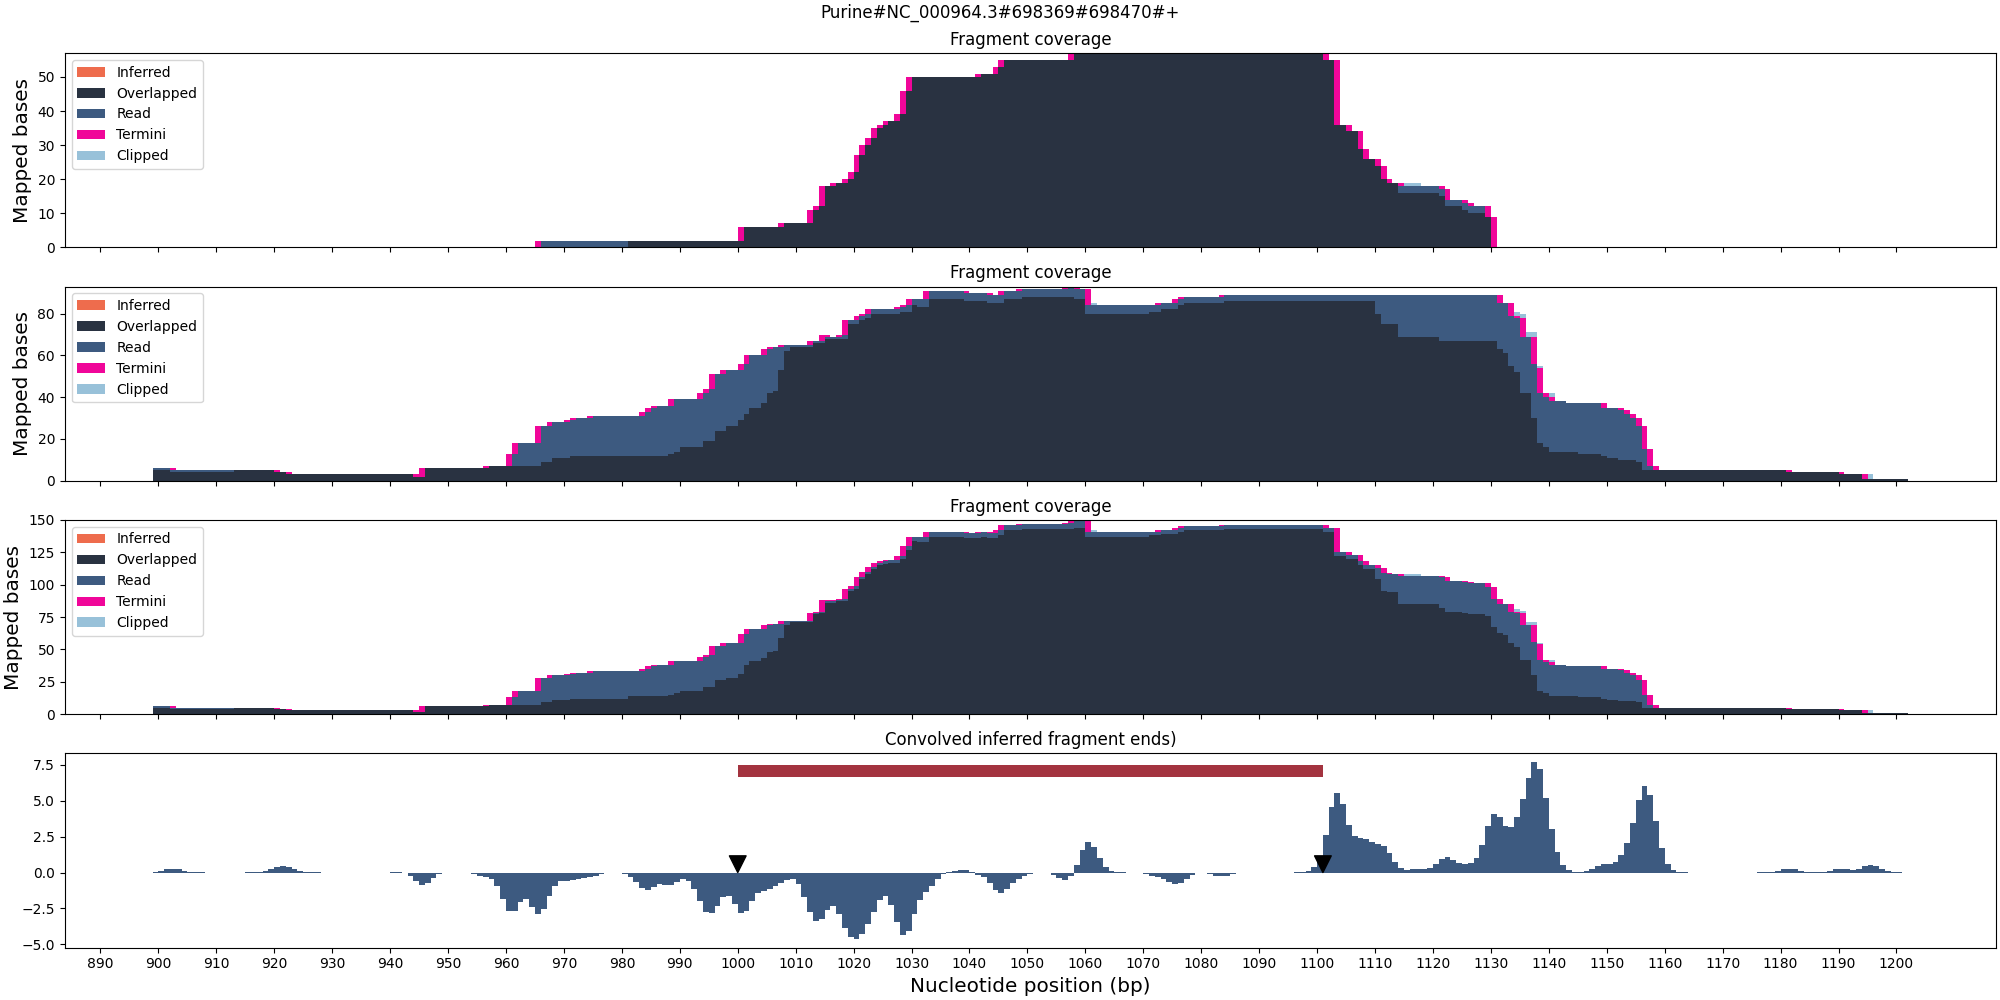 Purine#NC_000964.3#698369#698470#+
Fragment coverage
Mapped bases
50
40
30
20
10
0
Inferred
Overlapped
Read
Termini
Clipped
Fragment coverage
Mapped bases
80
60
40
20
0
Inferred
Overlapped
Read
Termini
Clipped
Fragment coverage
Mapped bases
150
125
100
75
50
25
0
Inferred
Overlapped
Read
Termini
Clipped
Convolved inferred fragment ends)
7.5
5.0
2.5
0.0
−2.5
−5.0
890 900 910 920 930 940 950 960 970 980 990 1000 1010 1020 1030 1040 1050 1060 1070 1080 1090 1100 1110 1120 1130 1140 1150 1160 1170 1180 1190 1200
Nucleotide position (bp)